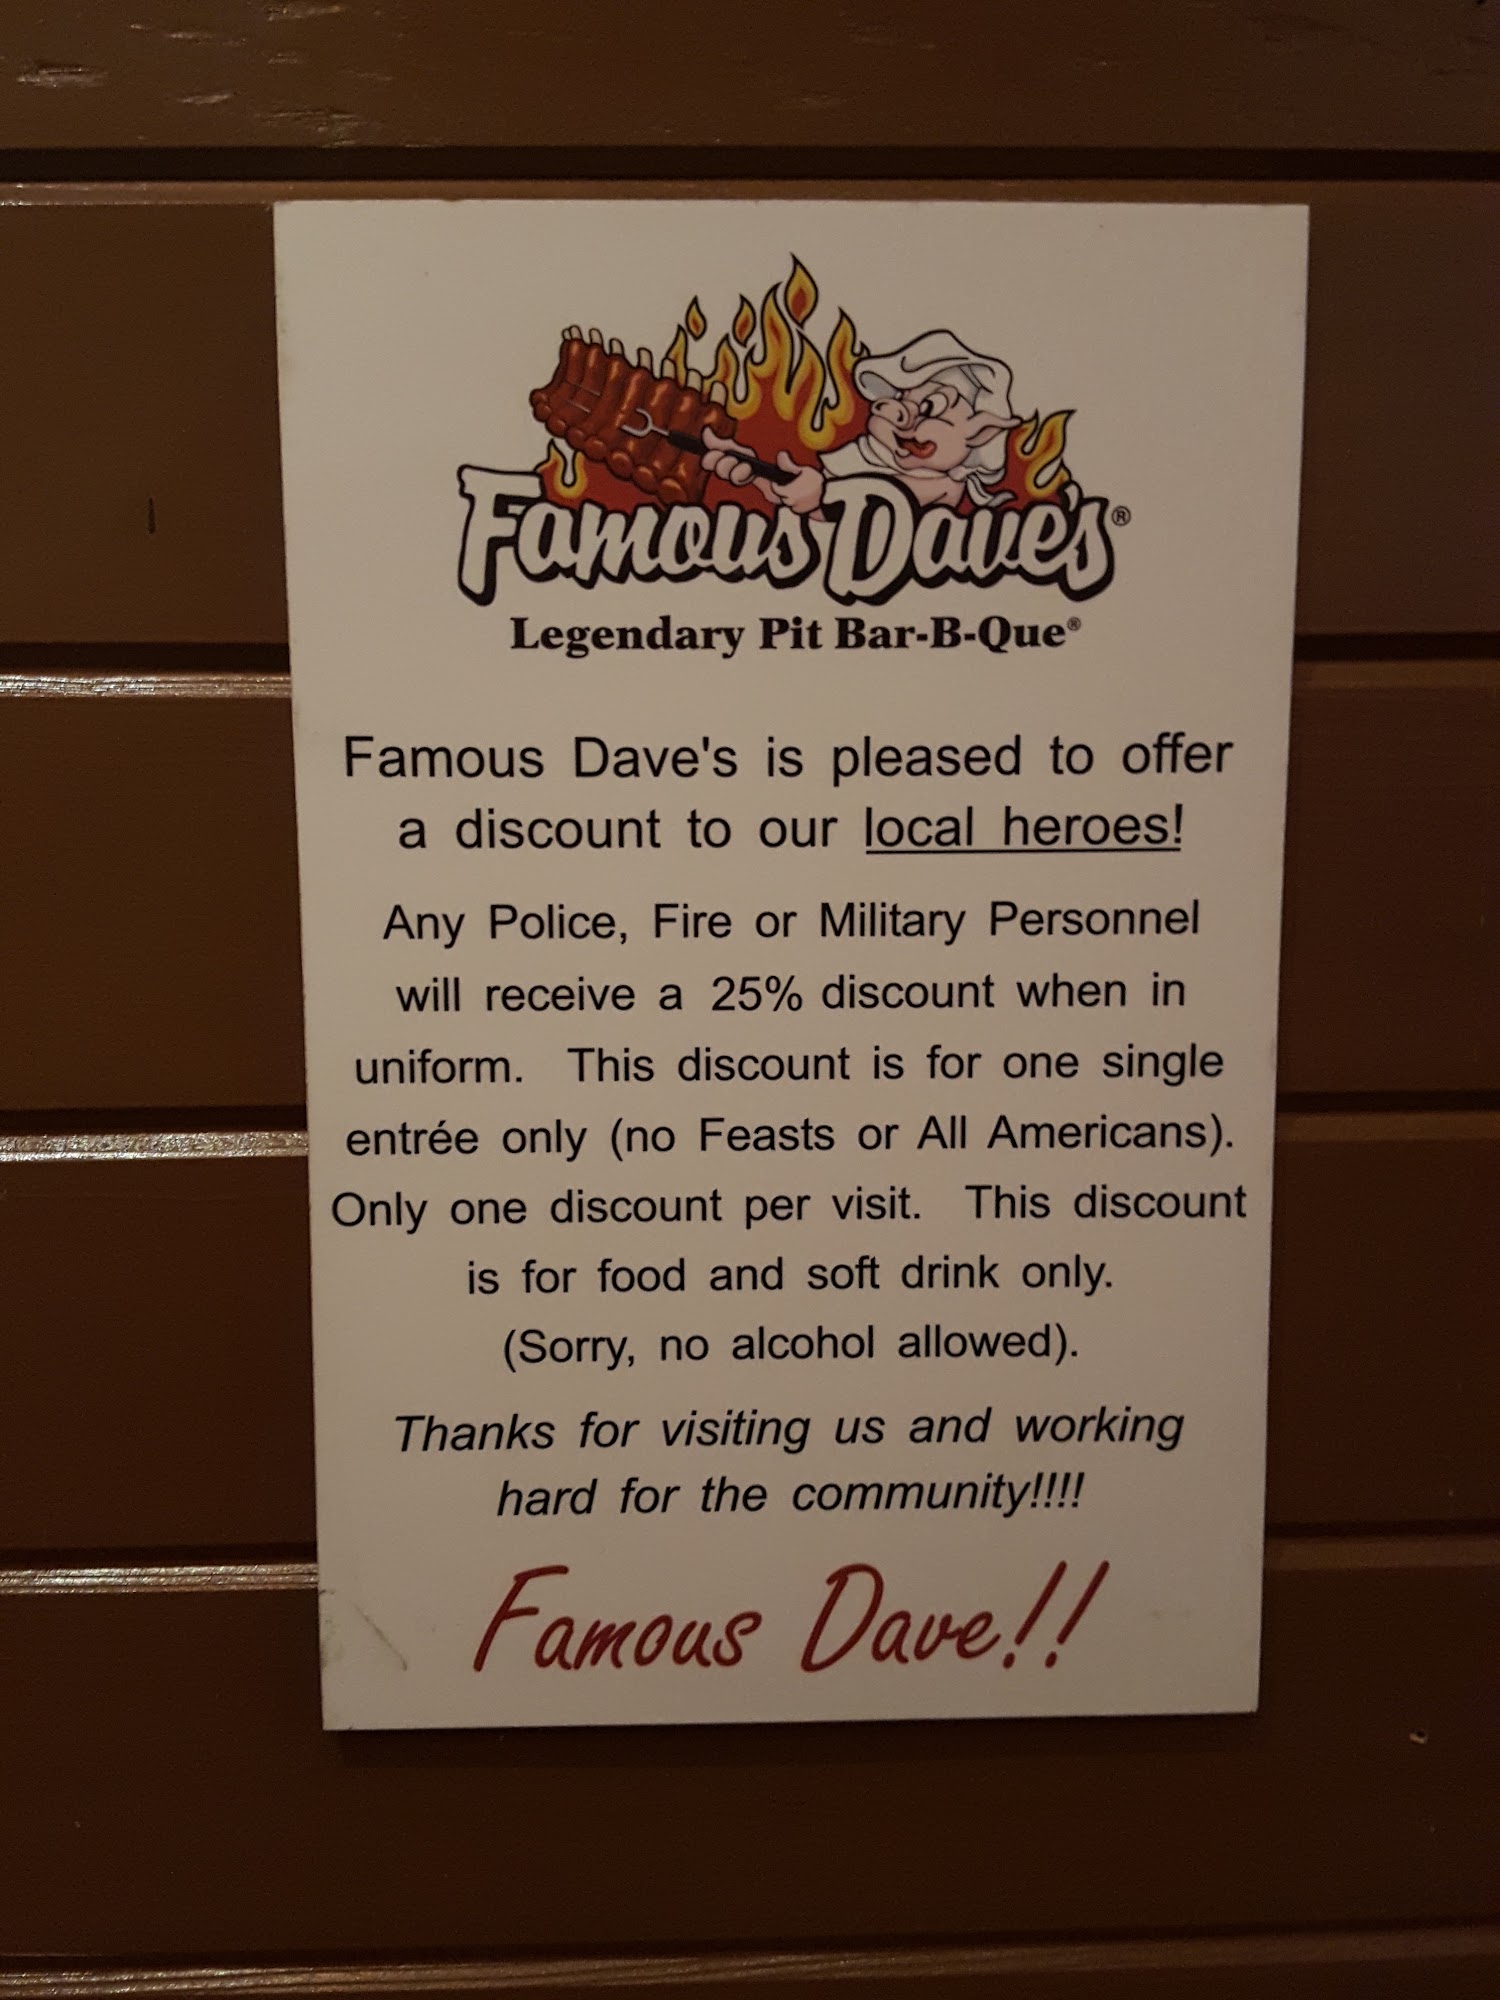 Famous Dave's®
Legendary Pit Bar-B-Que®
Famous Dave's is pleased to offer
a discount to our local heroes!
Any Police, Fire or Military Personnel
will receive a 25% discount when in
uniform. This discount is for one single
entrée only (no Feasts or All Americans).
Only one discount per visit. This discount
is for food and soft drink only.
(Sorry, no alcohol allowed).
Thanks for visiting us and working
hard for the community!!!!
Famous Dave!!